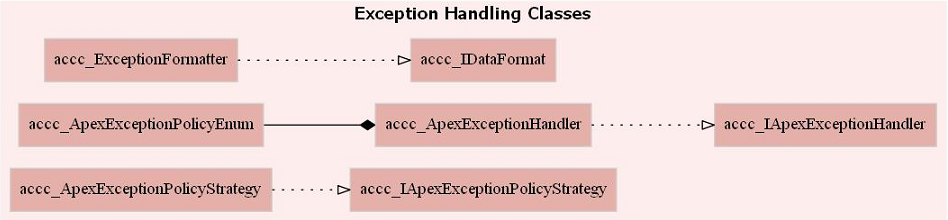 Exception Handling Classes
accc_ExceptionFormatter accc_IDataFormat
accc_ApexExceptionPolicyEnum accc_ApexExceptionHandler accc_IApexExceptionHandler
accc_ApexExceptionPolicyStrategy accc_IApexExceptionPolicyStrategy